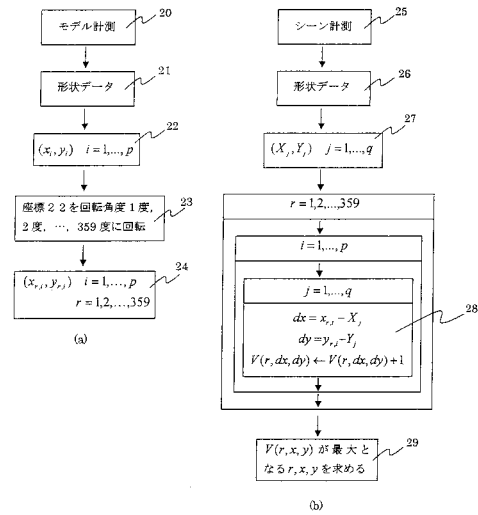 モデル計測
20
形状データ
21
(x_i, y_i) i = 1,...,p
22
座標２２を回転角度１度,
２度, …, 359度に回転
23
(x_{r,i}, y_{r,i}) i = 1,...,p
r = 1,2,...,359
24
(a)
シーン計測
25
形状データ
26
(X_j, Y_j) j = 1,...,q
27
r = 1,2,...,359
i = 1,...,p
j = 1,...,q
dx = x_{r,i} − X_j
dy = y_{r,i} − Y_j
V(r,dx,dy) ← V(r,dx,dy) + 1
28
V(r,x,y) が最大と
なる r, x, y を求める
29
(b)